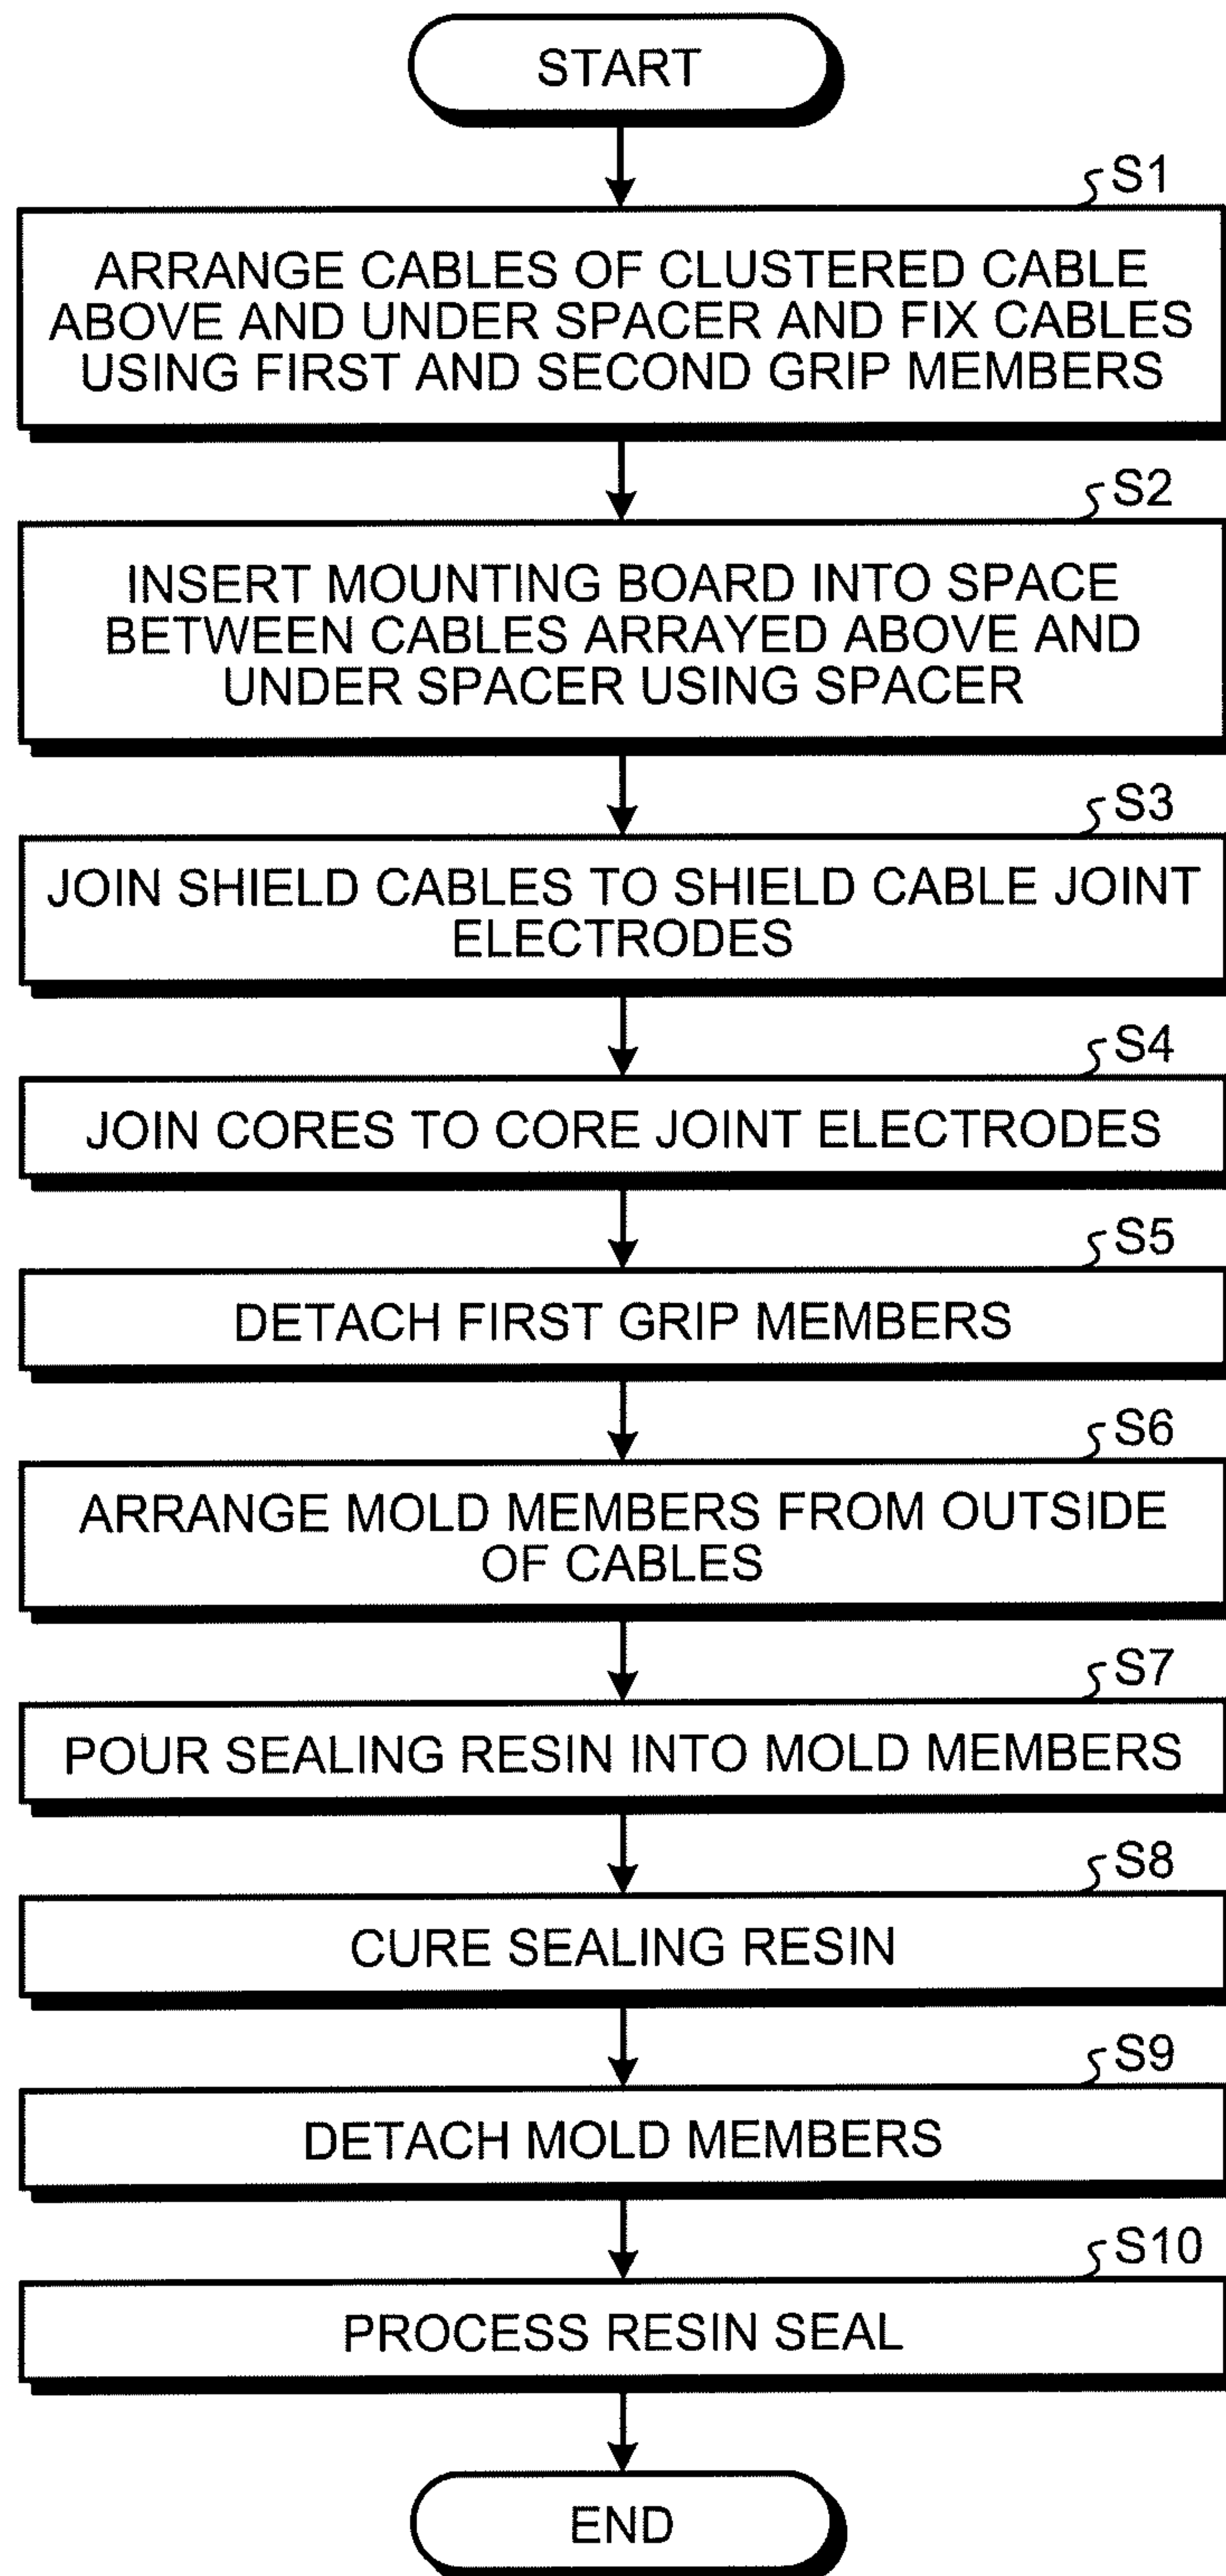 START
S1
ARRANGE CABLES OF CLUSTERED CABLE
ABOVE AND UNDER SPACER AND FIX CABLES
USING FIRST AND SECOND GRIP MEMBERS
S2
INSERT MOUNTING BOARD INTO SPACE
BETWEEN CABLES ARRAYED ABOVE AND
UNDER SPACER USING SPACER
S3
JOIN SHIELD CABLES TO SHIELD CABLE JOINT
ELECTRODES
S4
JOIN CORES TO CORE JOINT ELECTRODES
S5
DETACH FIRST GRIP MEMBERS
S6
ARRANGE MOLD MEMBERS FROM OUTSIDE
OF CABLES
S7
POUR SEALING RESIN INTO MOLD MEMBERS
S8
CURE SEALING RESIN
S9
DETACH MOLD MEMBERS
S10
PROCESS RESIN SEAL
END